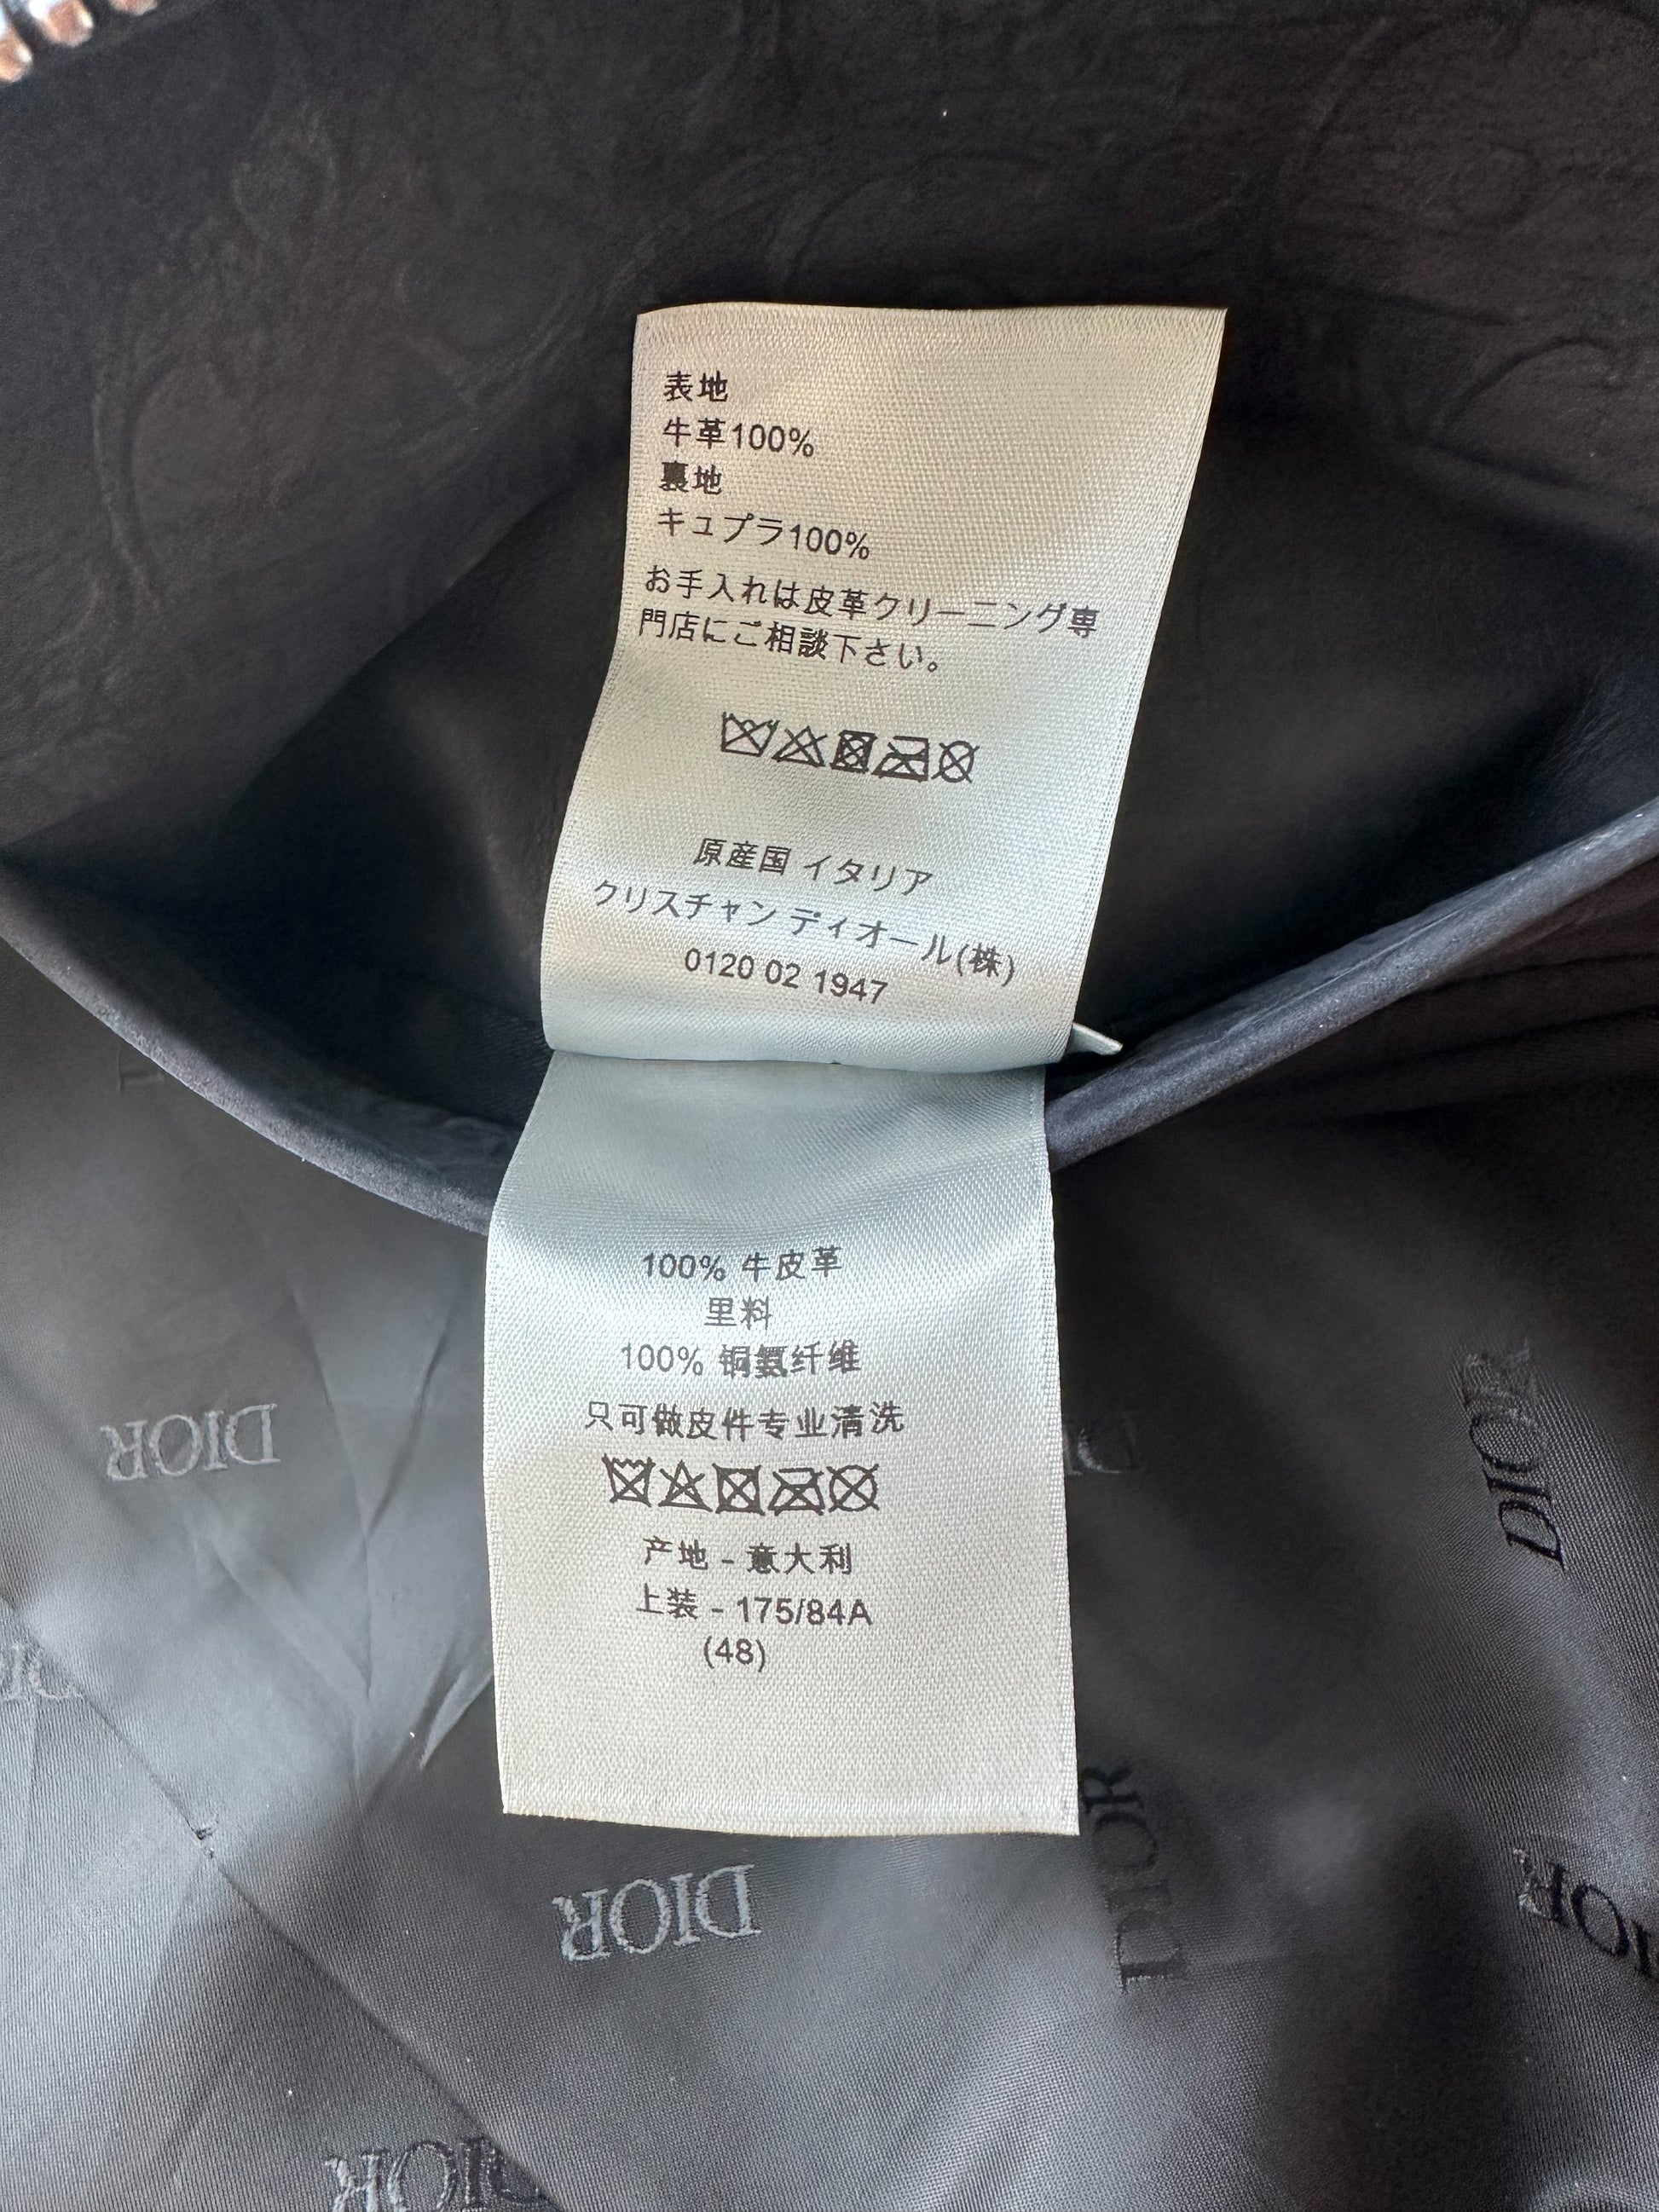 表地
牛革100%
裏地
キュプラ100%
お手入れは皮革クリーニング専
門店にご相談下さい。
原産国 イタリア
クリスチャン ディオール(株)
0120 02 1947
100% 牛皮革
里料
100% 铜氨纤维
只可做皮件专业清洗
产地 - 意大利
上装 - 175/84A
(48)
DIOR
DIOR
DIOR
DIOR
DIOR
DIOR